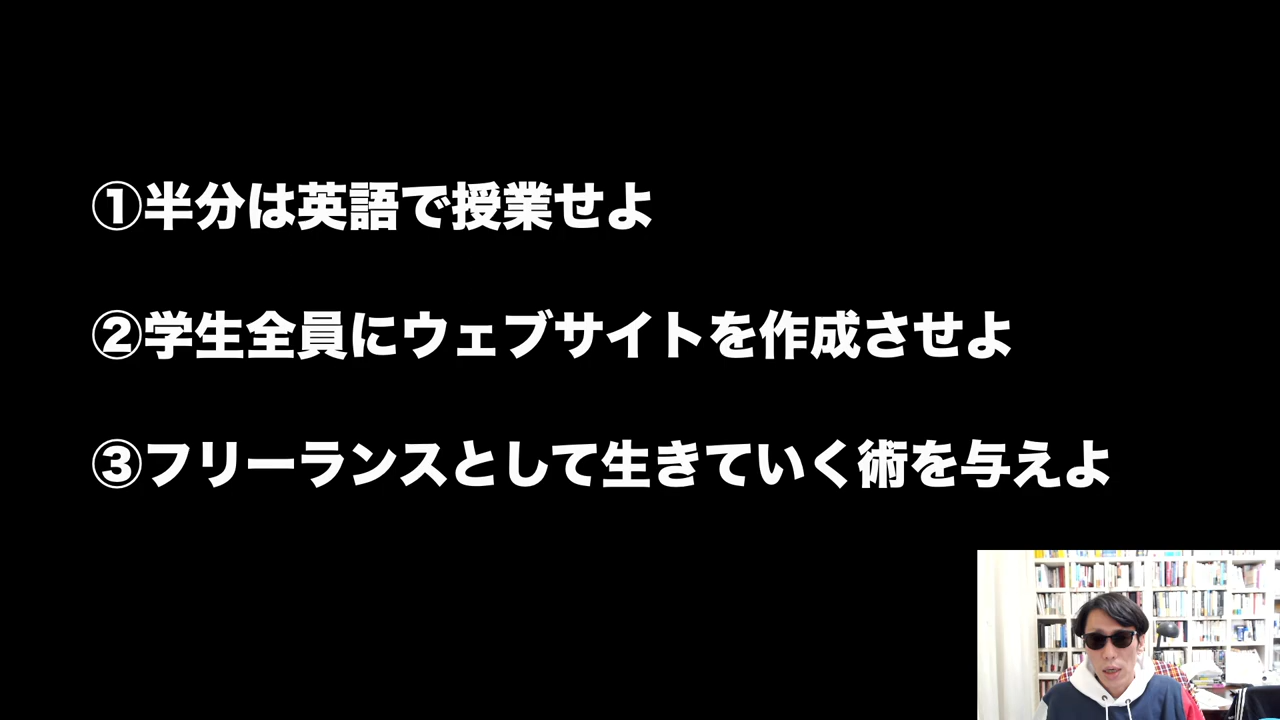 ①半分は英語で授業せよ
②学生全員にウェブサイトを作成させよ
③フリーランスとして生きていく術を与えよ